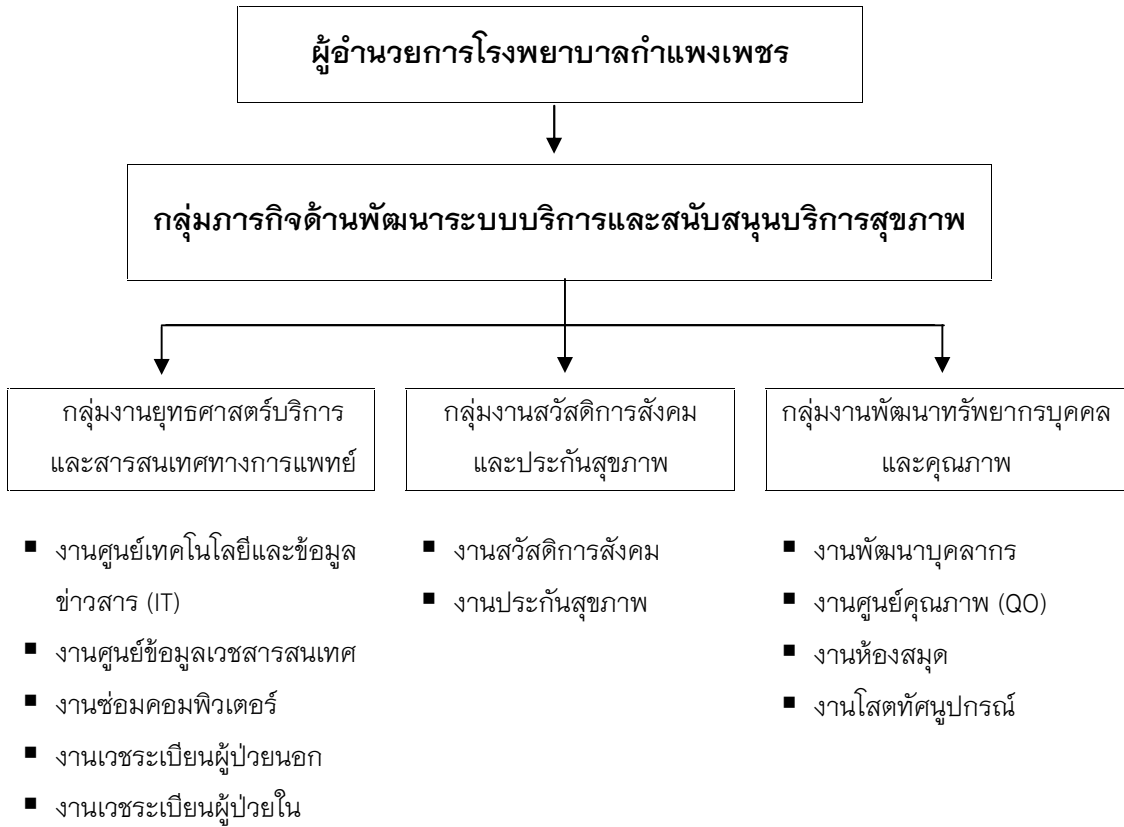 ผู้อำนวยการโรงพยาบาลกำแพงเพชร
กลุ่มภารกิจด้านพัฒนาระบบบริการและสนับสนุนบริการสุขภาพ
กลุ่มงานยุทธศาสตร์บริการ
และสารสนเทศทางการแพทย์
กลุ่มงานสวัสดิการสังคม
และประกันสุขภาพ
กลุ่มงานพัฒนาทรัพยากรบุคคล
และคุณภาพ
■ งานศูนย์เทคโนโลยีและข้อมูล
ข่าวสาร (IT)
■ งานศูนย์ข้อมูลเวชสารสนเทศ
■ งานซ่อมคอมพิวเตอร์
■ งานเวชระเบียนผู้ป่วยนอก
■ งานเวชระเบียนผู้ป่วยใน
■ งานสวัสดิการสังคม
■ งานประกันสุขภาพ
■ งานพัฒนาบุคลากร
■ งานศูนย์คุณภาพ (QO)
■ งานห้องสมุด
■ งานโสตทัศนูปกรณ์